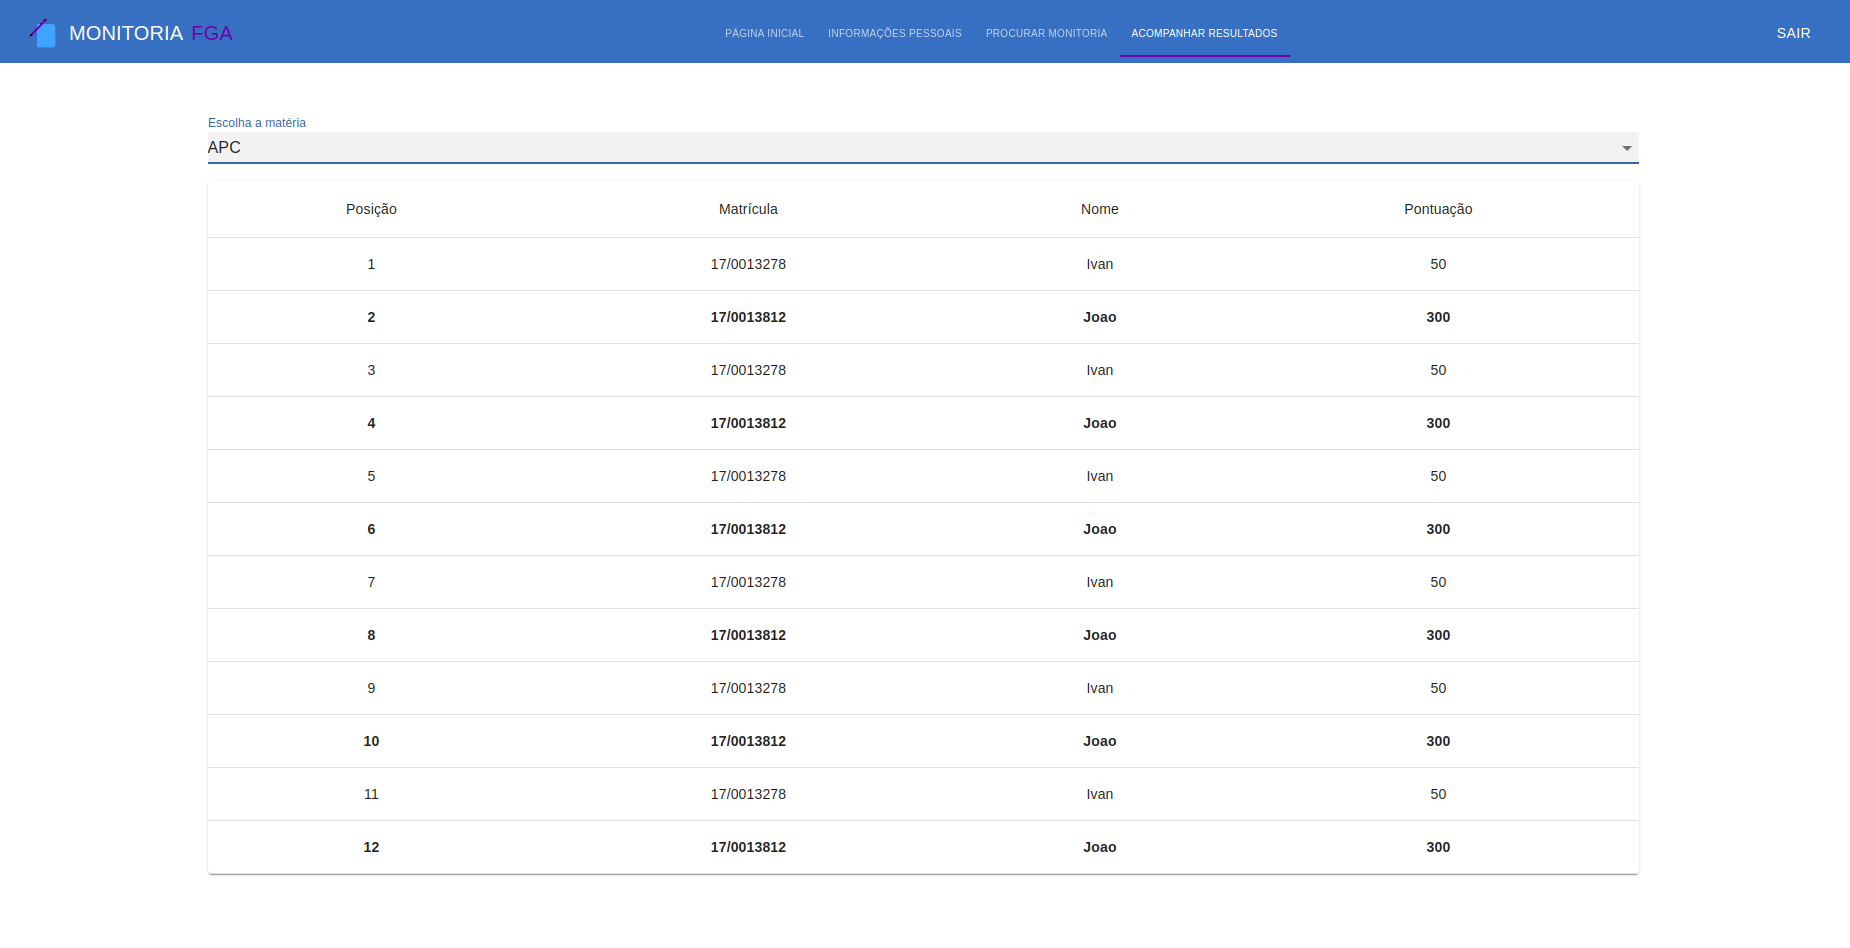 MONITORIA FGA PÁGINA INICIAL INFORMAÇÕES PESSOAIS PROCURAR MONITORIA ACOMPANHAR RESULTADOS SAIR
Escolha a matéria
APC
Posição Matrícula Nome Pontuação
1 17/0013278 Ivan 50
2 17/0013812 Joao 300
3 17/0013278 Ivan 50
4 17/0013812 Joao 300
5 17/0013278 Ivan 50
6 17/0013812 Joao 300
7 17/0013278 Ivan 50
8 17/0013812 Joao 300
9 17/0013278 Ivan 50
10 17/0013812 Joao 300
11 17/0013278 Ivan 50
12 17/0013812 Joao 300